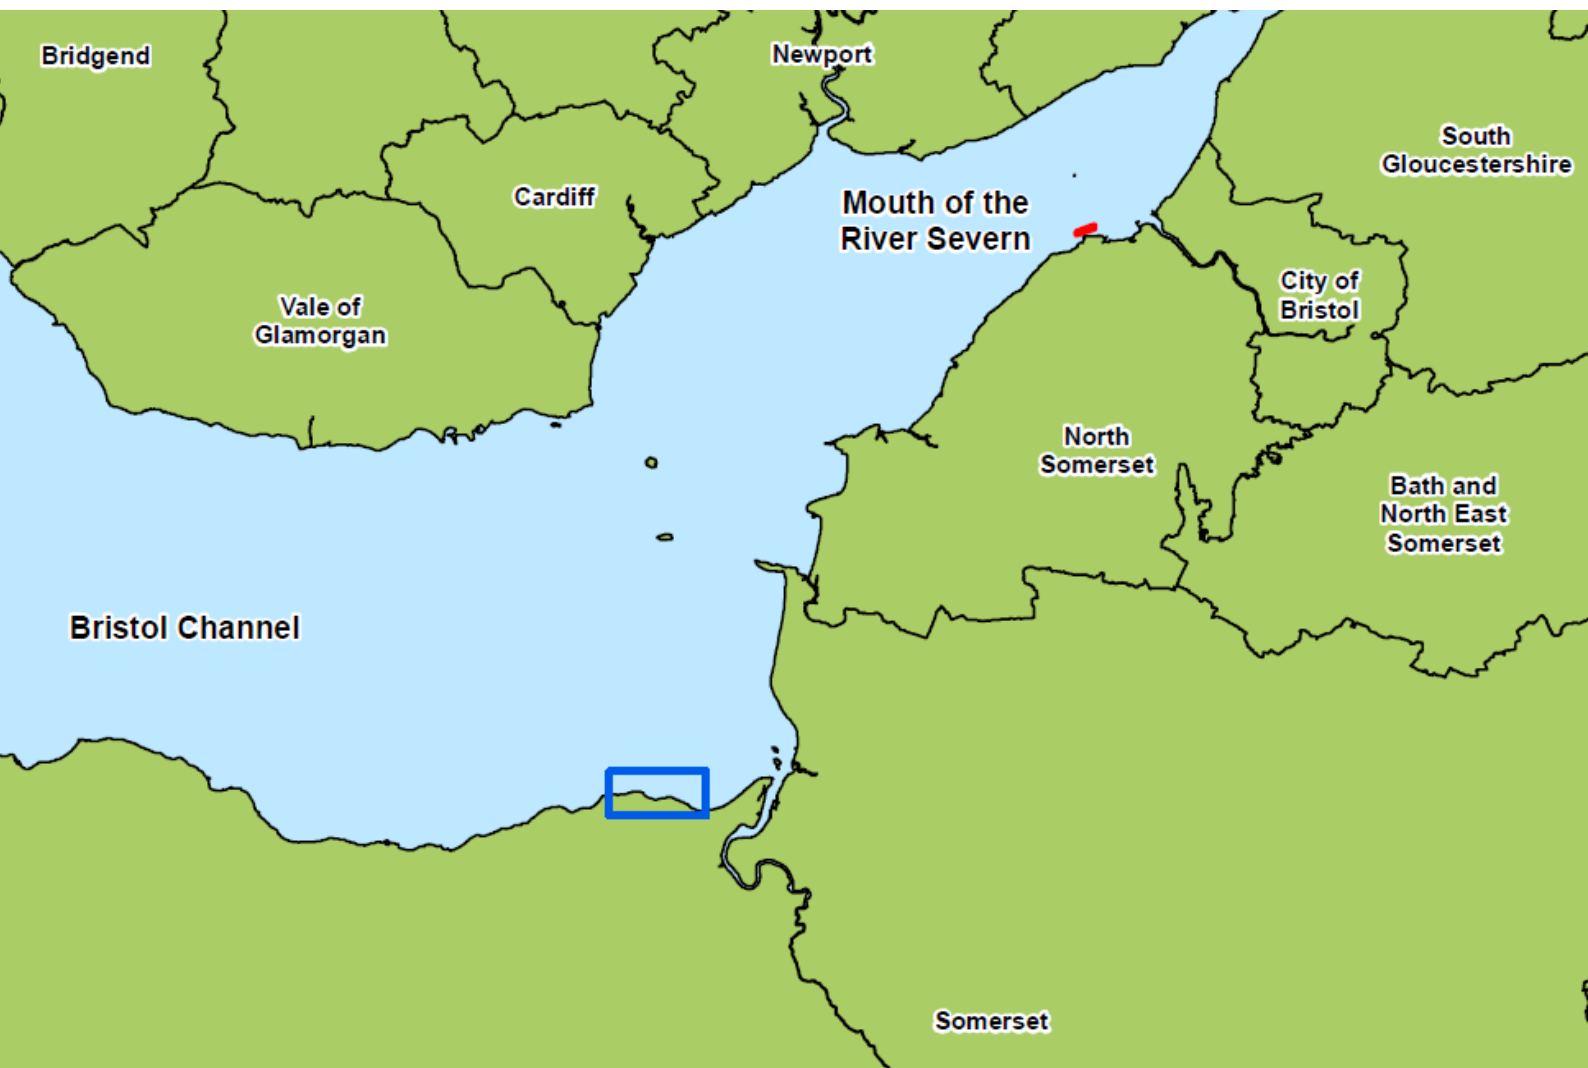 Bridgend
Newport
South
Gloucestershire
Cardiff
Mouth of the
River Severn
City of
Bristol
Vale of
Glamorgan
North
Somerset
Bath and
North East
Somerset
Bristol Channel
Somerset